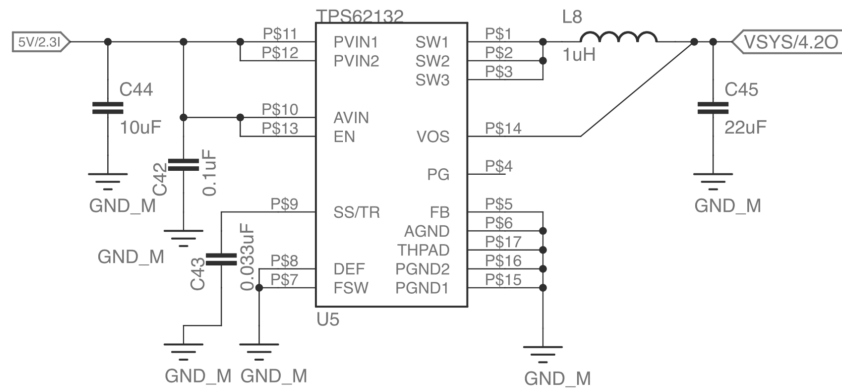 TPS62132
5V/2.3I
P$11
P$12
PVIN1
PVIN2
SW1
SW2
SW3
P$1
P$2
P$3
L8
1uH
VSYS/4.2O
C44
10uF
P$10
P$13
AVIN
EN
VOS
P$14
C45
22uF
C42
0.1uF
PG
P$4
GND_M
GND_M
P$9
SS/TR
FB
P$5
AGND
P$6
THPAD
P$17
GND_M
C43
0.033uF
P$8
P$7
DEF
FSW
PGND2
P$16
PGND1
P$15
U5
GND_M
GND_M
GND_M